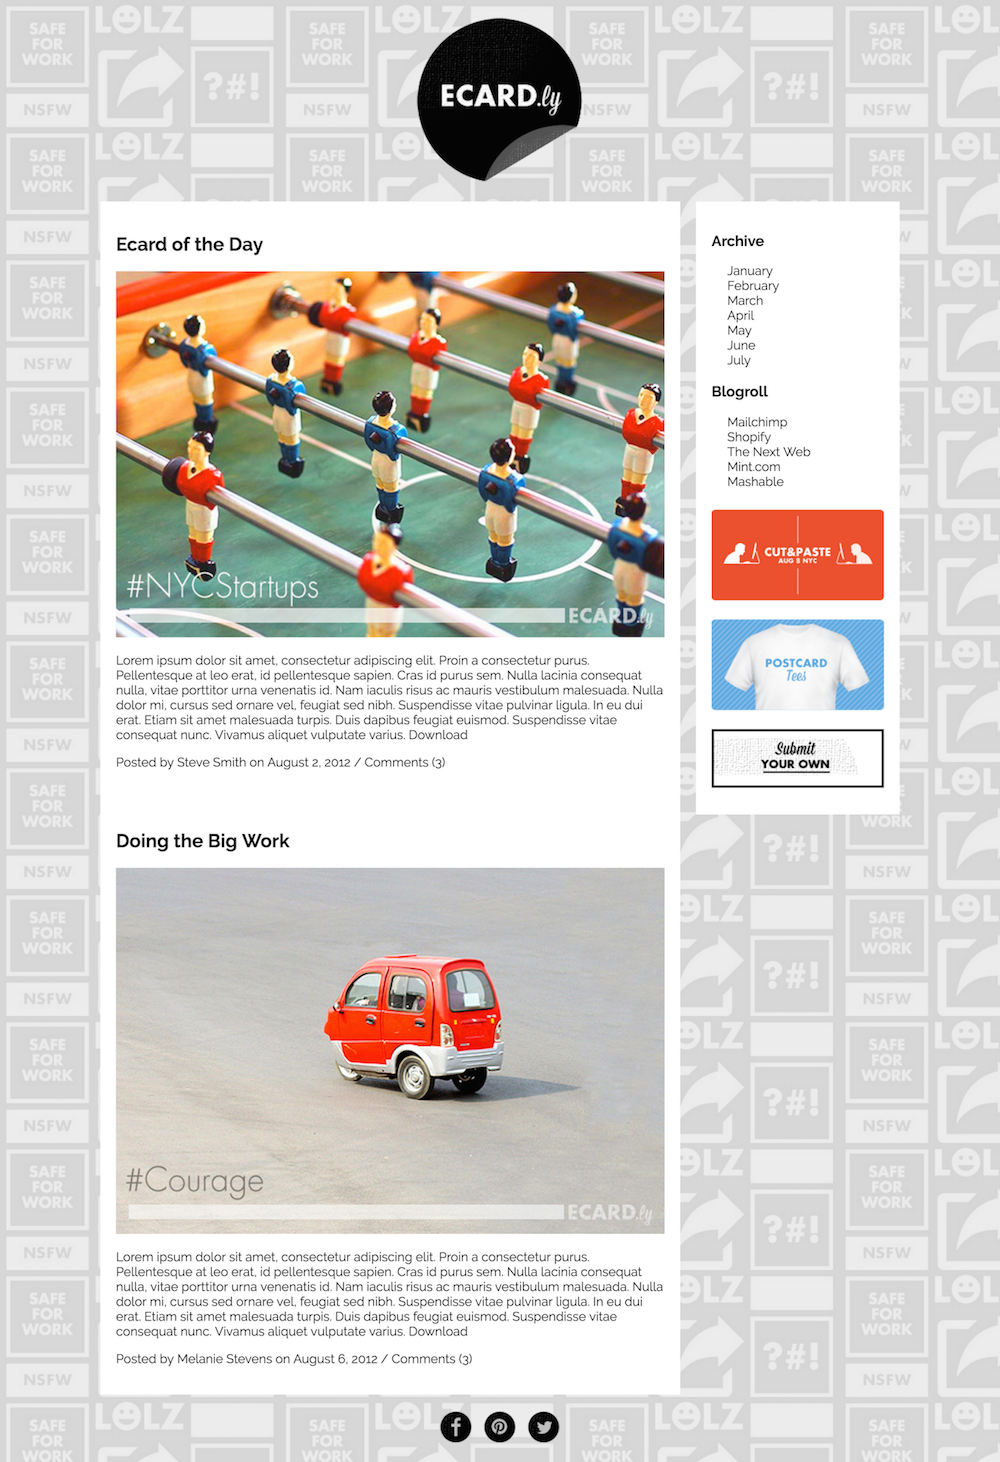 ECARD.ly
Ecard of the Day
#NYCStartups
ECARD.ly
Lorem ipsum dolor sit amet, consectetur adipiscing elit. Proin a consectetur purus.
Pellentesque at leo erat, id pellentesque sapien. Cras id purus sem. Nulla lacinia consequat
nulla, vitae porttitor urna venenatis id. Nam iaculis risus ac mauris vestibulum malesuada. Nulla
dolor mi, cursus sed ornare vel, feugiat sed nibh. Suspendisse vitae pulvinar ligula. In eu dui
erat. Etiam sit amet malesuada turpis. Duis dapibus feugiat euismod. Suspendisse vitae
consequat nunc. Vivamus aliquet vulputate varius. Download
Posted by Steve Smith on August 2, 2012 / Comments (3)
Doing the Big Work
#Courage
ECARD.ly
Lorem ipsum dolor sit amet, consectetur adipiscing elit. Proin a consectetur purus.
Pellentesque at leo erat, id pellentesque sapien. Cras id purus sem. Nulla lacinia consequat
nulla, vitae porttitor urna venenatis id. Nam iaculis risus ac mauris vestibulum malesuada. Nulla
dolor mi, cursus sed ornare vel, feugiat sed nibh. Suspendisse vitae pulvinar ligula. In eu dui
erat. Etiam sit amet malesuada turpis. Duis dapibus feugiat euismod. Suspendisse vitae
consequat nunc. Vivamus aliquet vulputate varius. Download
Posted by Melanie Stevens on August 6, 2012 / Comments (3)
Archive
January
February
March
April
May
June
July
Blogroll
Mailchimp
Shopify
The Next Web
Mint.com
Mashable
CUT&PASTE
AUG 8 NYC
POSTCARD
Tees
Submit
YOUR OWN
SAFE
FOR
WORK
NSFW
LOLZ
?#!